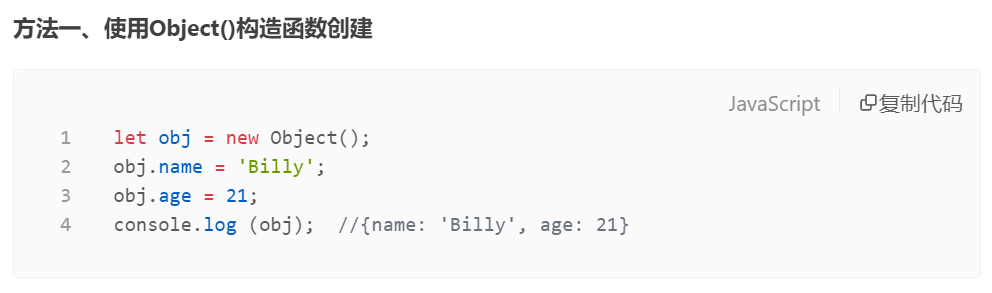 方法一、使用Object()构造函数创建
JavaScript 复制代码
1 let obj = new Object();
2 obj.name = 'Billy';
3 obj.age = 21;
4 console.log (obj);  //{name: 'Billy', age: 21}